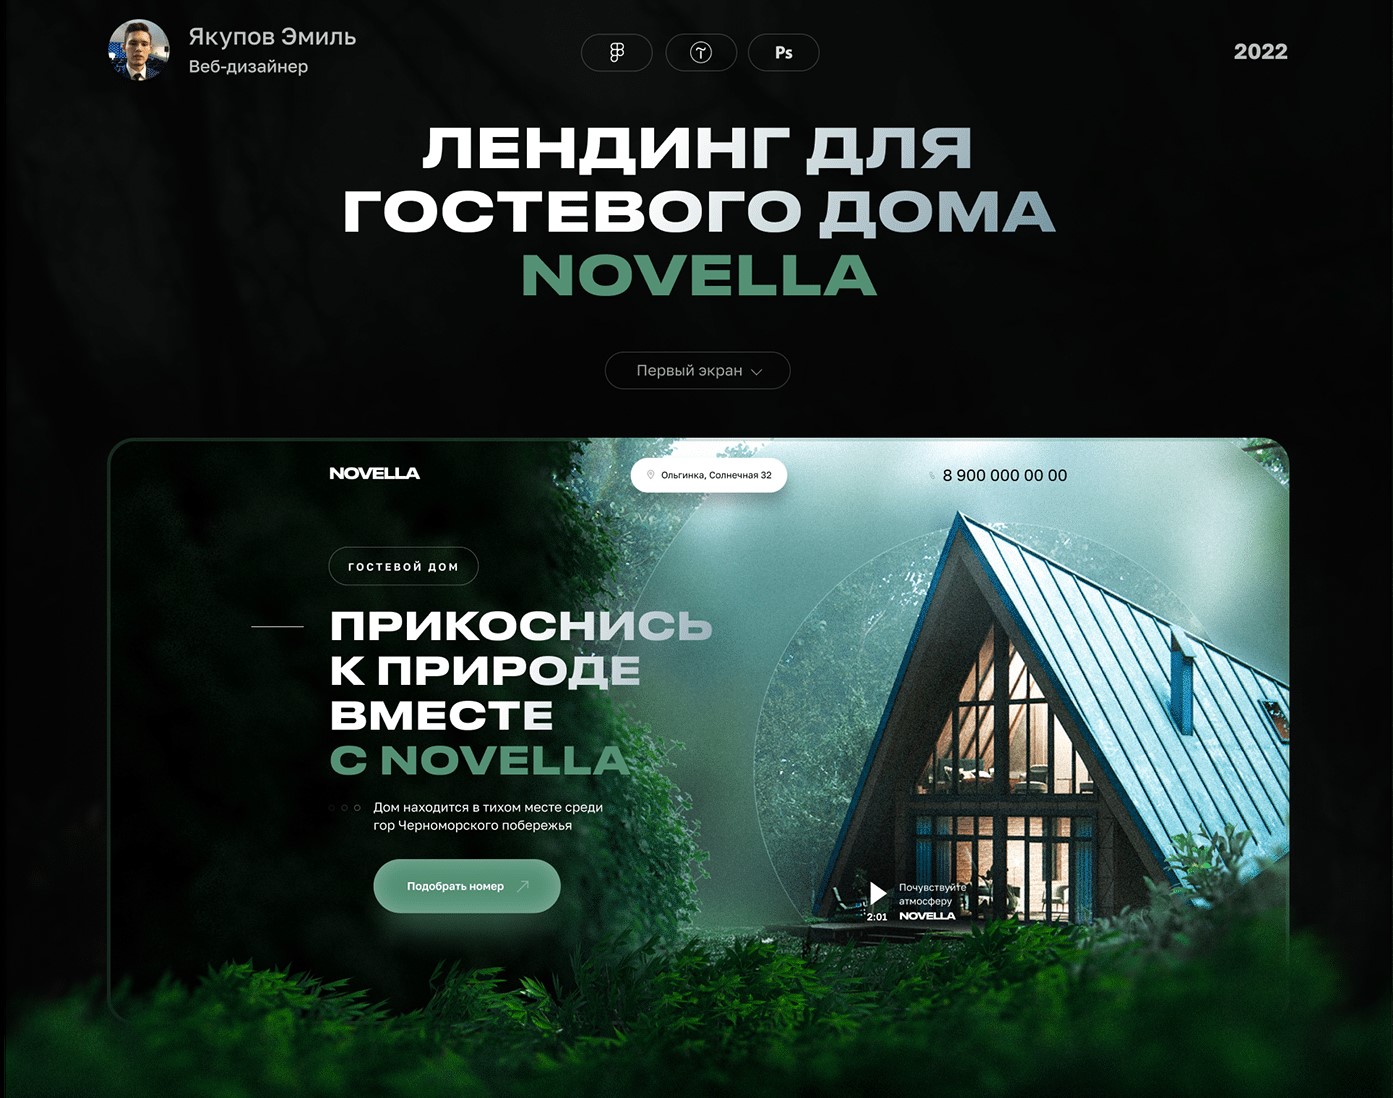 Якупов Эмиль
Веб-дизайнер
Ps
2022
ЛЕНДИНГ ДЛЯ
ГОСТЕВОГО ДОМА
NOVELLA
Первый экран
NOVELLA
Ольгинка, Солнечная 32
8 900 000 00 00
ГОСТЕВОЙ ДОМ
ПРИКОСНИСЬ
К ПРИРОДЕ
ВМЕСТЕ
С NOVELLA
Дом находится в тихом месте среди
гор Черноморского побережья
Подобрать номер
Почувствуйте
атмосферу
2:01 NOVELLA